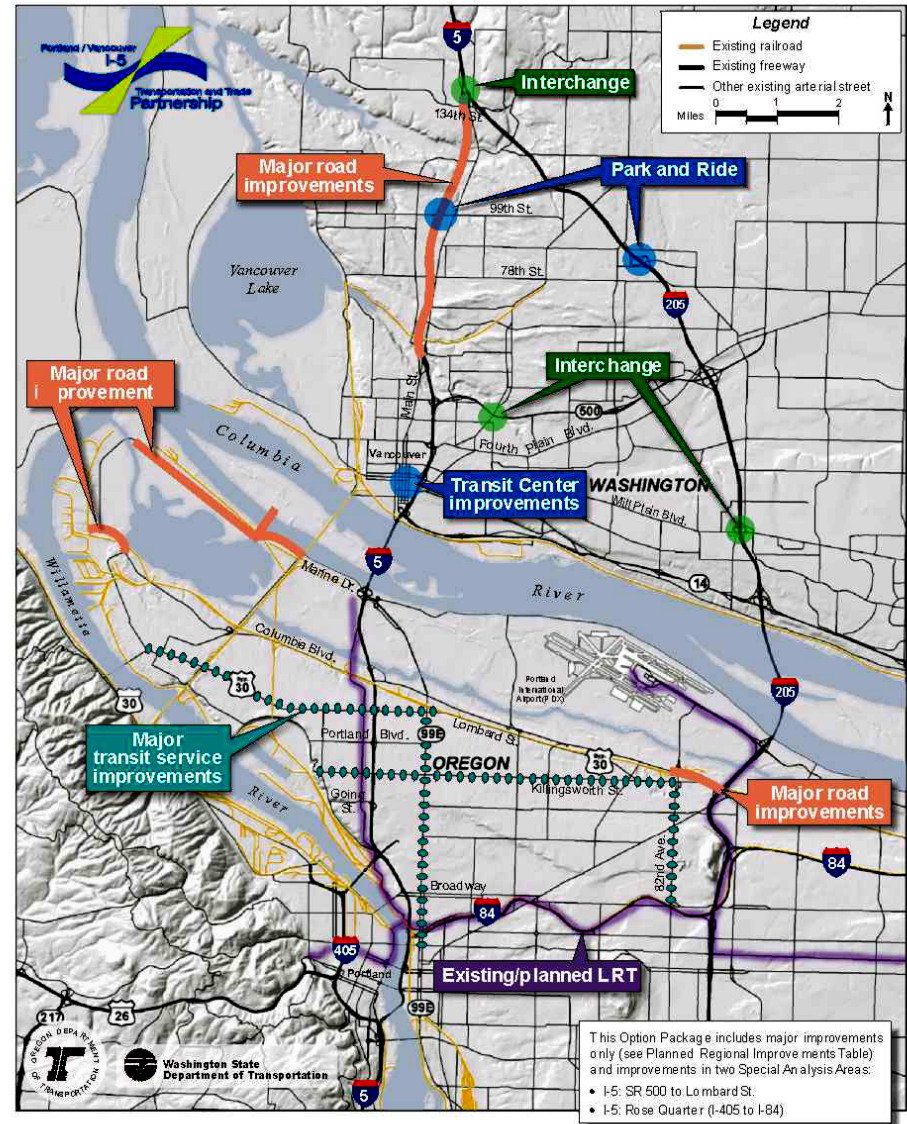 Portland / Vancouver
I-5
Transportation and Trade
Partnership
5
Legend
Existing railroad
Existing freeway
Other existing arterial street
Miles
0 1 2
N
Interchange
134th St.
Major road
improvements
Park and Ride
99th St.
78th St.
Vancouver
Lake
205
Major road
i provement
Interchange
Main St.
500
Fourth Plain Blvd.
Columbia
Vancouver
Transit Center
improvements
WASHINGTON
Mill Plain Blvd.
5
14
Marine Dr.
River
Willamette
Columbia Blvd.
Portland
International
Airport (PDX)
30
30
205
Major
transit service
improvements
Portland Blvd.
99E
Lombard St.
30
OREGON
Killingsworth St.
Going
St.
River
Major road
improvements
82nd Ave.
84
Broadway
84
405
Portland
Existing/planned LRT
99E
217
26
OREGON DEPARTMENT
OF TRANSPORTATION
Washington State
Department of Transportation
5
This Option Package includes major improvements
only (see Planned Regional Improvements Table)
and improvements in two Special Analysis Areas:
• I-5: SR 500 to Lombard St.
• I-5: Rose Quarter (I-405 to I-84)